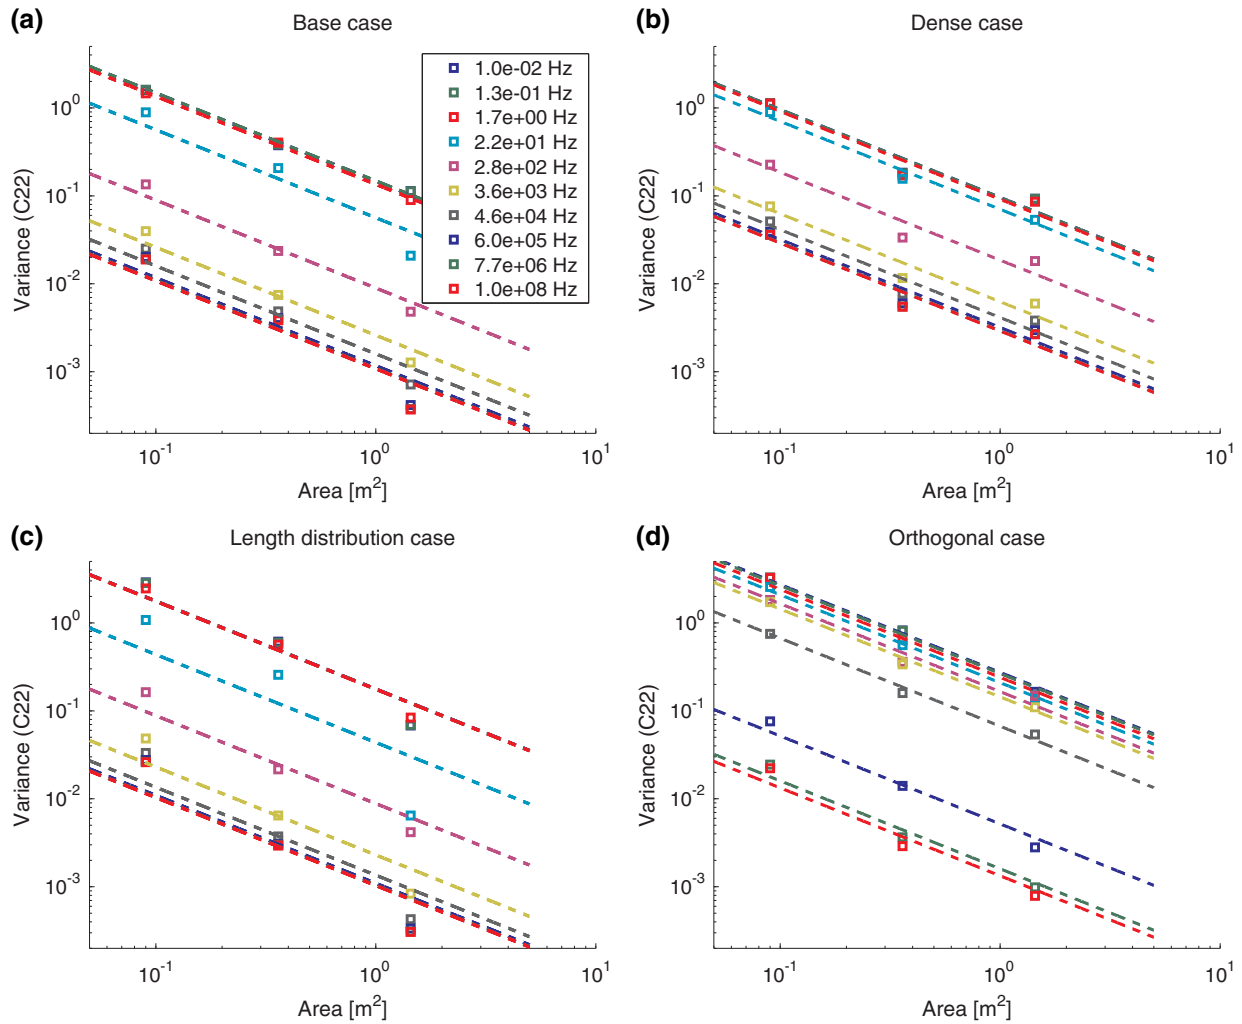 (a)
Base case
Variance (C22)
10^0
10^-1
10^-2
10^-3
10^-1
10^0
10^1
Area [m^2]
1.0e-02 Hz
1.3e-01 Hz
1.7e+00 Hz
2.2e+01 Hz
2.8e+02 Hz
3.6e+03 Hz
4.6e+04 Hz
6.0e+05 Hz
7.7e+06 Hz
1.0e+08 Hz
(b)
Dense case
Variance (C22)
10^0
10^-1
10^-2
10^-3
10^-1
10^0
10^1
Area [m^2]
(c)
Length distribution case
Variance (C22)
10^0
10^-1
10^-2
10^-3
10^-1
10^0
10^1
Area [m^2]
(d)
Orthogonal case
Variance (C22)
10^0
10^-1
10^-2
10^-3
10^-1
10^0
10^1
Area [m^2]